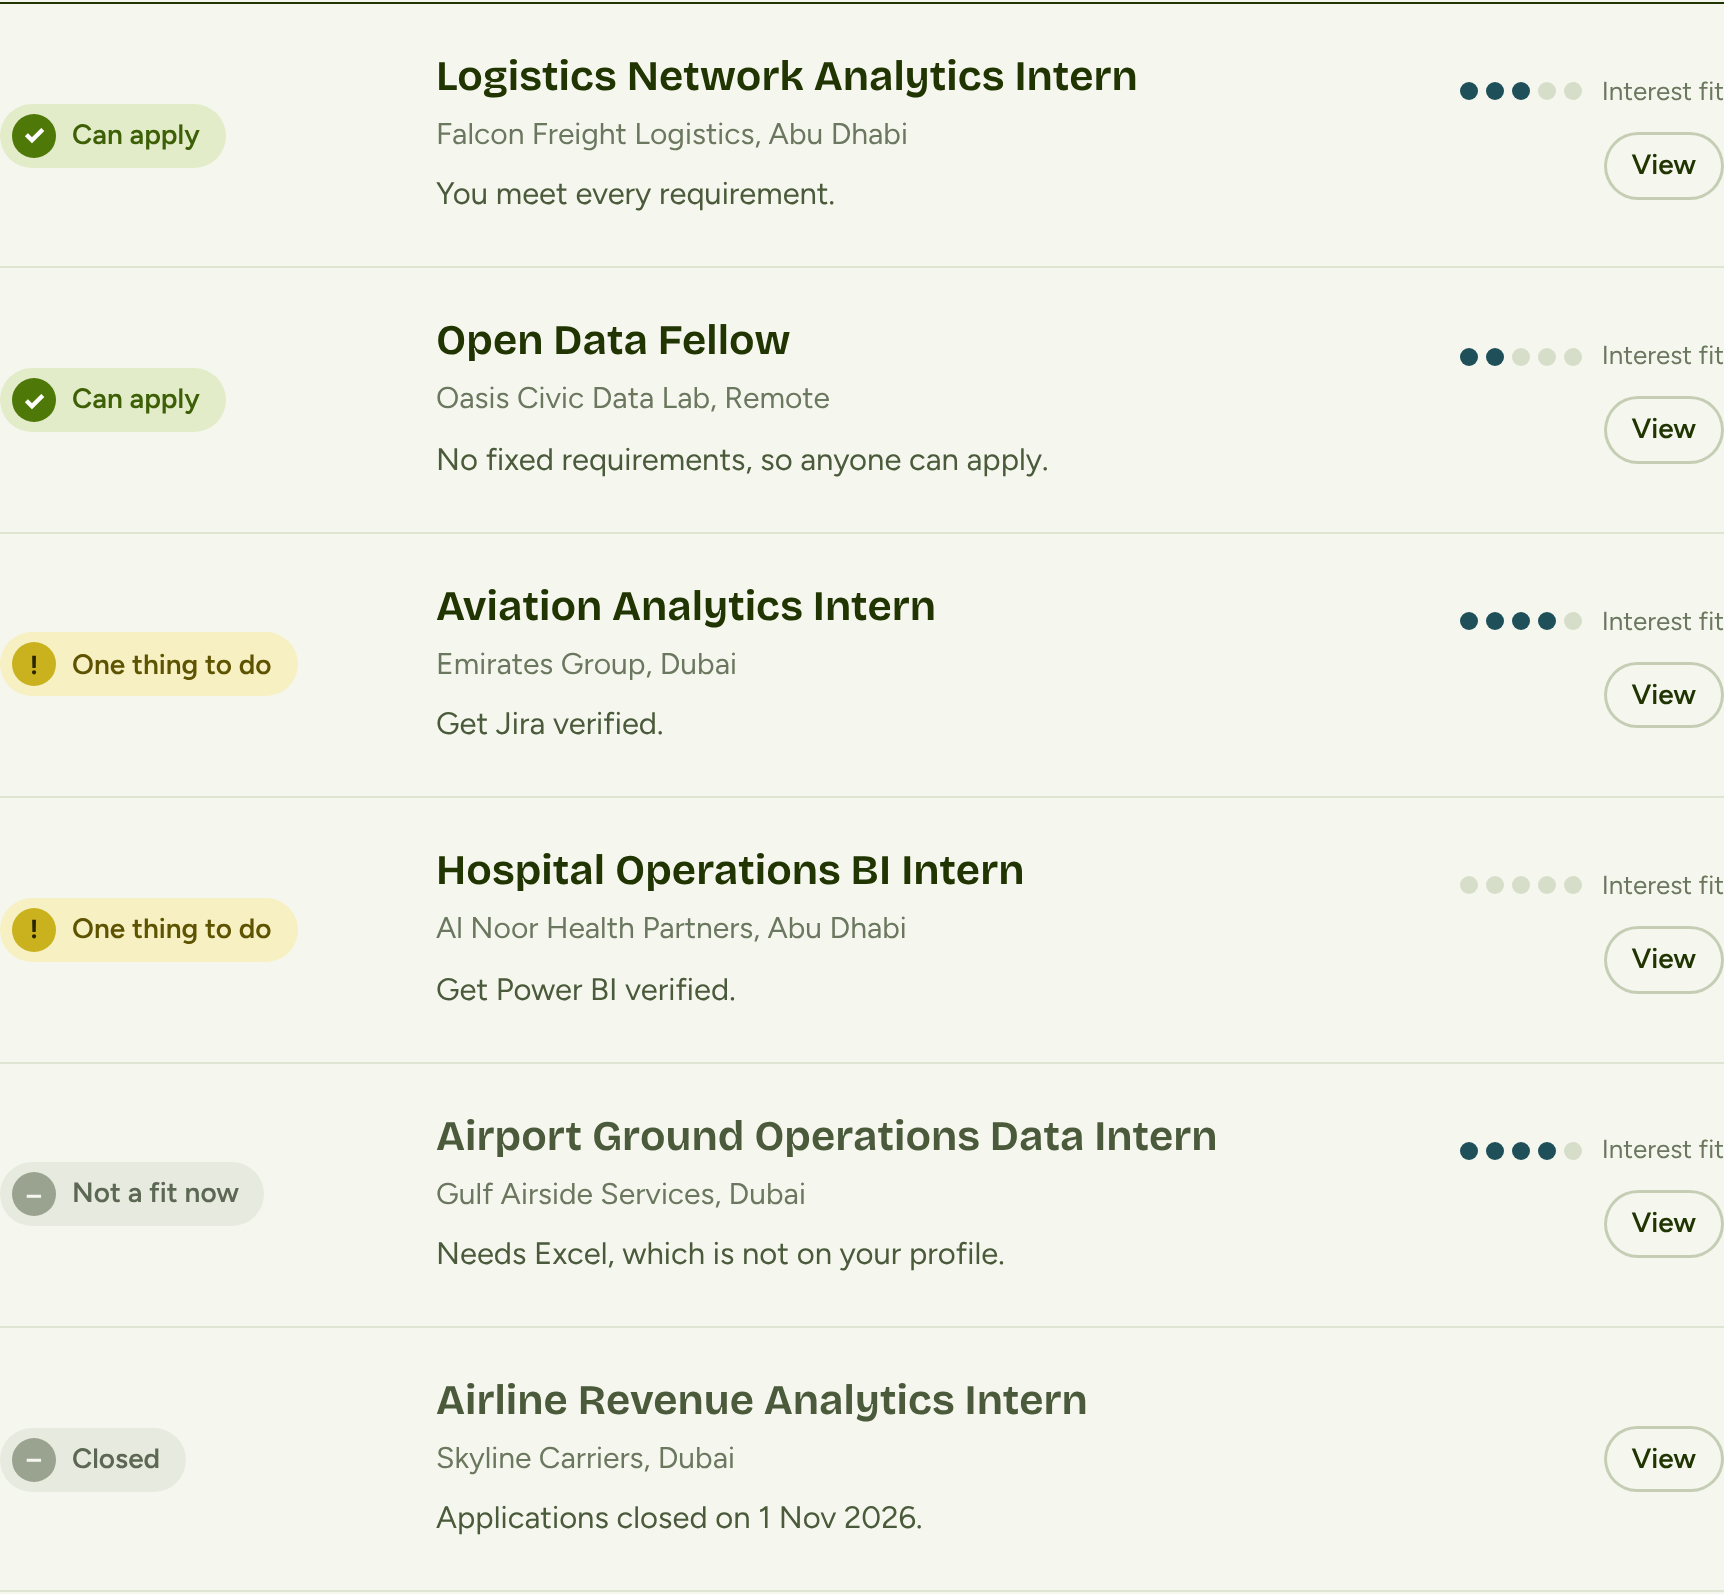 Logistics Network Analytics Intern
Interest fit
Can apply
Falcon Freight Logistics, Abu Dhabi
View
You meet every requirement.
Open Data Fellow
Interest fit
Can apply
Oasis Civic Data Lab, Remote
View
No fixed requirements, so anyone can apply.
Aviation Analytics Intern
Interest fit
! One thing to do
Emirates Group, Dubai
View
Get Jira verified.
Hospital Operations BI Intern
Interest fit
! One thing to do
Al Noor Health Partners, Abu Dhabi
View
Get Power BI verified.
Airport Ground Operations Data Intern
Interest fit
Not a fit now
Gulf Airside Services, Dubai
View
Needs Excel, which is not on your profile.
Airline Revenue Analytics Intern
Closed
Skyline Carriers, Dubai
View
Applications closed on 1 Nov 2026.